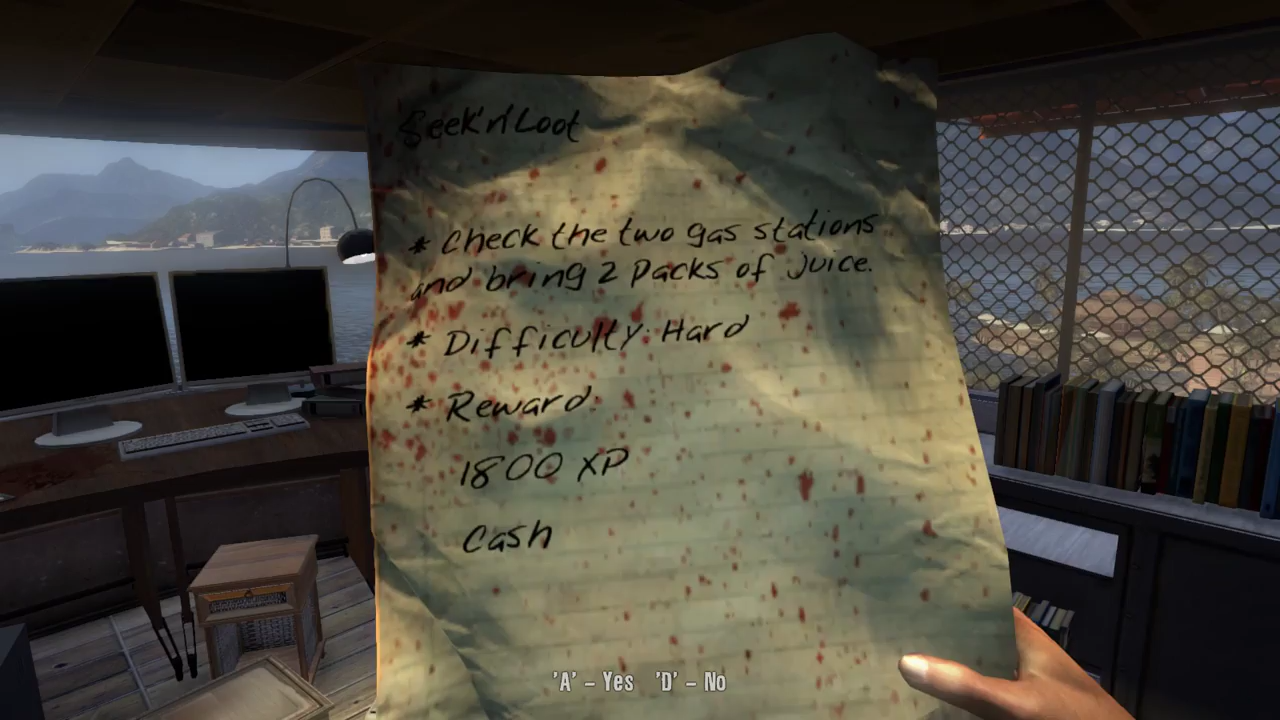 Seek'n'Loot
* Check the two gas stations
and bring 2 packs of juice.
* Difficulty: Hard
* Reward:
1800 XP
Cash
'A' – Yes 'D' – No